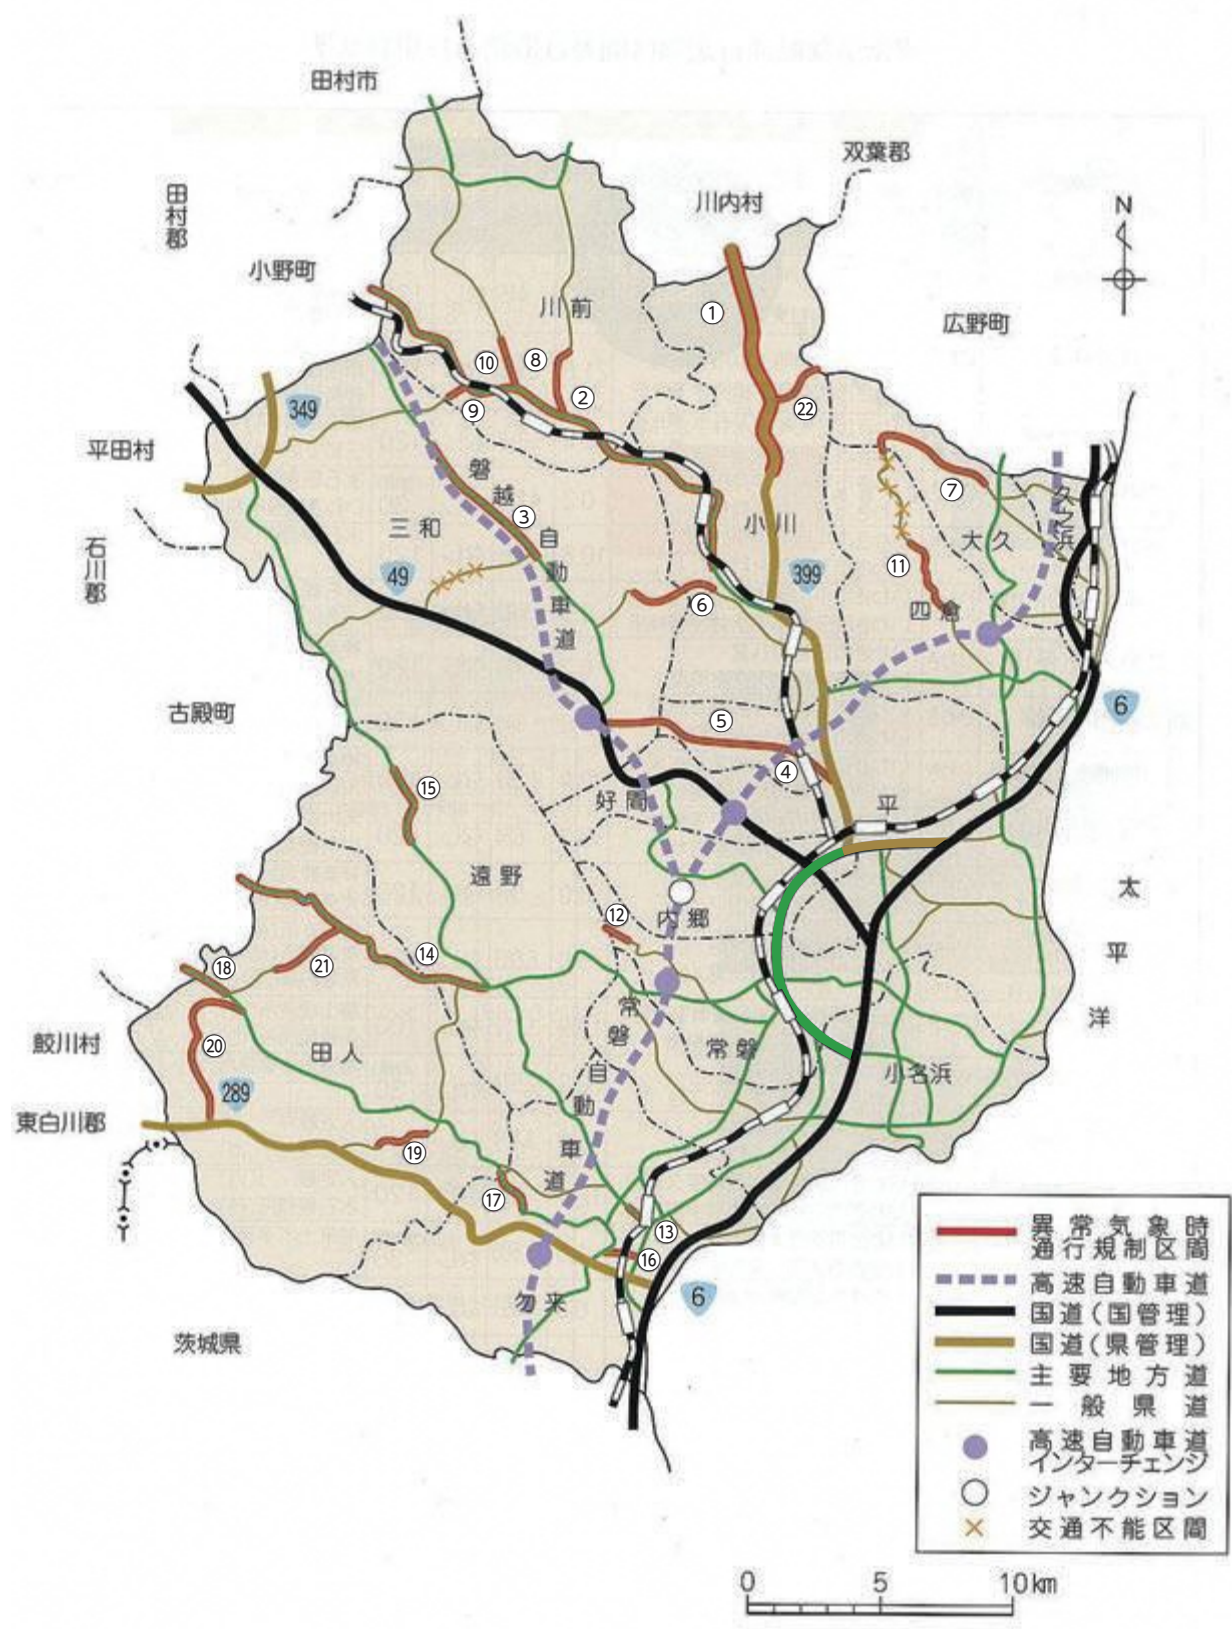 田村市
双葉郡
田村郡
川内村
N
小野町
川前
①
広野町
⑩
⑧
②
㉒
⑨
349
平田村
磐越自動車道
⑦
久之浜
③
三和
小川
大久
石川郡
49
399
⑪
⑥
四倉
古殿町
⑤
6
④
⑮
好間
平
遠野
太平洋
⑫
内郷
⑭
⑱
㉑
常磐自動車道
鮫川村
⑳
田人
常磐
小名浜
289
東白川郡
⑲
⑰
⑬
⑯
6
勿来
茨城県
異常気象時
通行規制区間
高速自動車道
国道(国管理)
国道(県管理)
主要地方道
一般県道
高速自動車道
インターチェンジ
ジャンクション
交通不能区間
0 5 10km